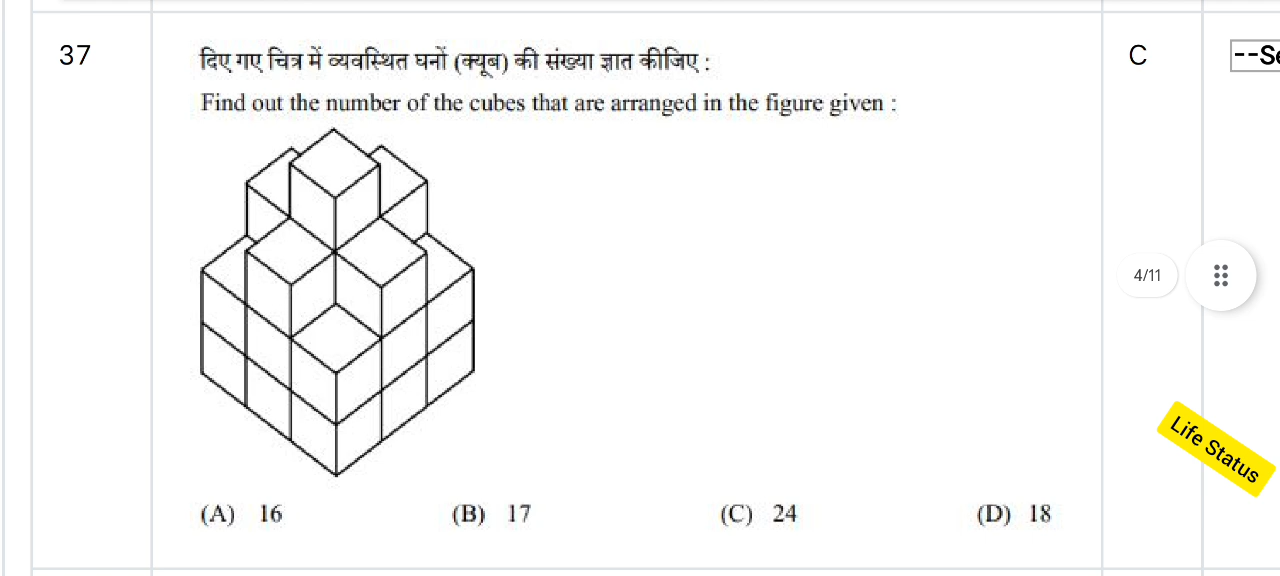 37
दिए गए चित्र में व्यवस्थित घनों (क्यूब) की संख्या ज्ञात कीजिए :
C
Find out the number of the cubes that are arranged in the figure given :
4/11
Life Status
(A) 16 (B) 17 (C) 24 (D) 18